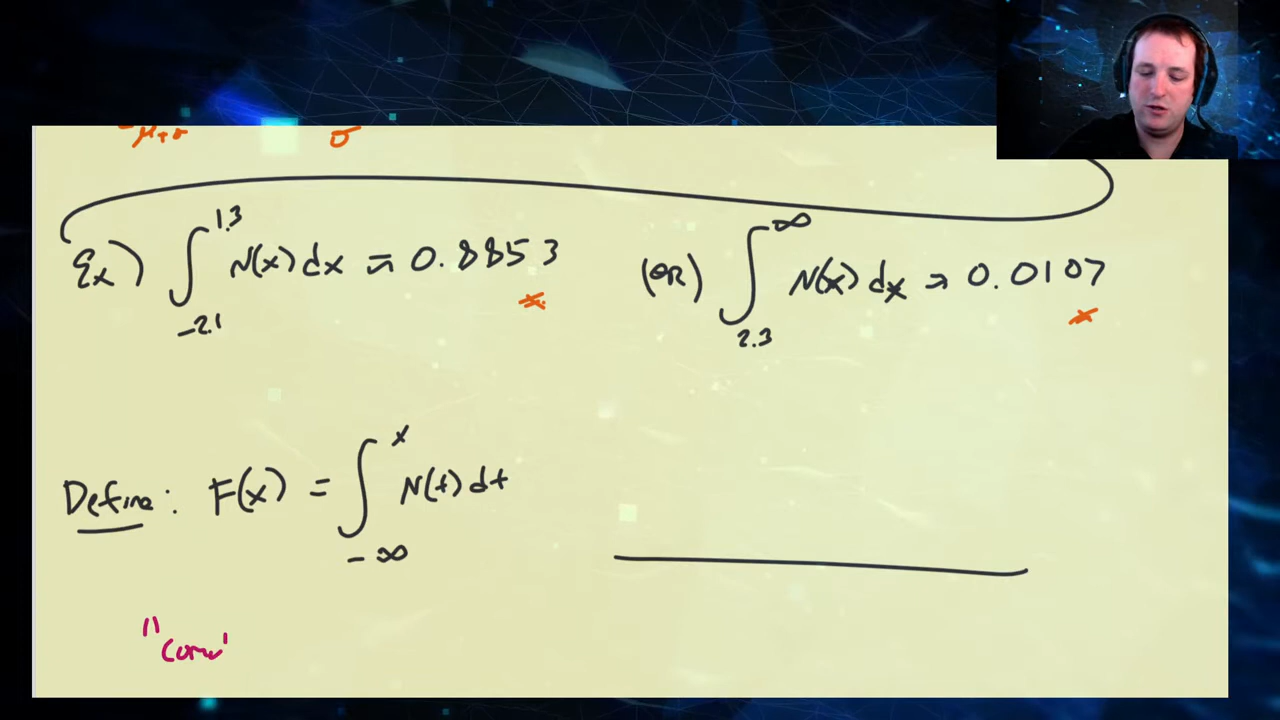 μ+σ σ
Ex) ∫_{-2.1}^{1.3} N(x) dx ≈ 0.8853 (OR) ∫_{2.3}^{∞} N(x) dx ≈ 0.0107
Define: F(x) = ∫_{-∞}^{x} N(t) dt